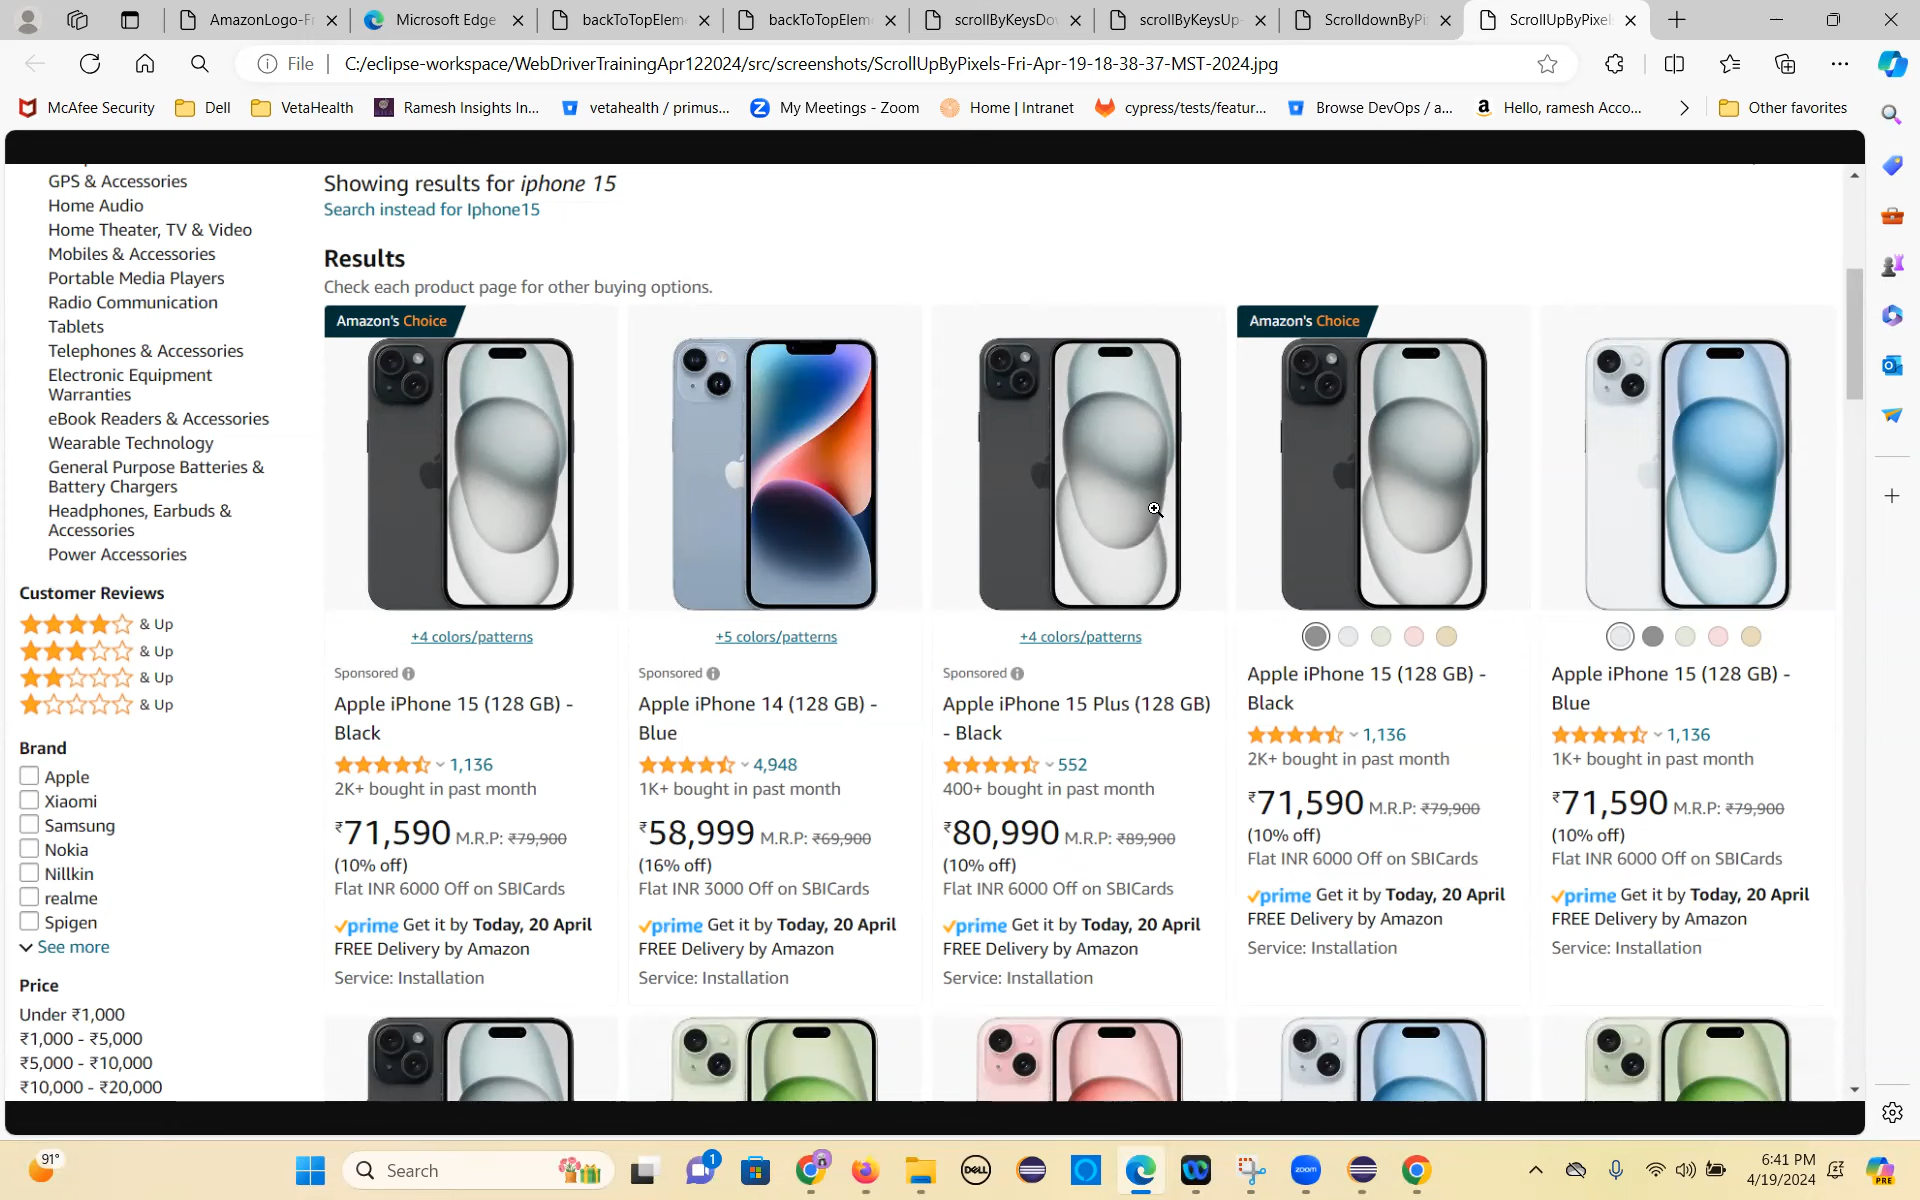 AmazonLogo-Fr
Microsoft Edge
backToTopElem
backToTopElem
scrollByKeysDo
scrollByKeysUp-
ScrolldownByPi
ScrollUpByPixel
File
C:/eclipse-workspace/WebDriverTrainingApr122024/src/screenshots/ScrollUpByPixels-Fri-Apr-19-18-38-37-MST-2024.jpg
McAfee Security
Dell
VetaHealth
Ramesh Insights In...
vetahealth / primus...
My Meetings - Zoom
Home | Intranet
cypress/tests/featur...
Browse DevOps / a...
Hello, ramesh Acco...
Other favorites
GPS & Accessories
Home Audio
Home Theater, TV & Video
Mobiles & Accessories
Portable Media Players
Radio Communication
Tablets
Telephones & Accessories
Electronic Equipment
Warranties
eBook Readers & Accessories
Wearable Technology
General Purpose Batteries &
Battery Chargers
Headphones, Earbuds &
Accessories
Power Accessories
Customer Reviews
& Up
& Up
& Up
& Up
Brand
Apple
Xiaomi
Samsung
Nokia
Nillkin
realme
Spigen
See more
Price
Under ₹1,000
₹1,000 - ₹5,000
₹5,000 - ₹10,000
₹10,000 - ₹20,000
Showing results for iphone 15
Search instead for Iphone15
Results
Check each product page for other buying options.
Amazon's Choice
+4 colors/patterns
Sponsored
Apple iPhone 15 (128 GB) -
Black
1,136
2K+ bought in past month
₹71,590 M.R.P: ₹79,900
(10% off)
Flat INR 6000 Off on SBICards
prime Get it by Today, 20 April
FREE Delivery by Amazon
Service: Installation
+5 colors/patterns
Sponsored
Apple iPhone 14 (128 GB) -
Blue
4,948
1K+ bought in past month
₹58,999 M.R.P: ₹69,900
(16% off)
Flat INR 3000 Off on SBICards
prime Get it by Today, 20 April
FREE Delivery by Amazon
Service: Installation
+4 colors/patterns
Sponsored
Apple iPhone 15 Plus (128 GB)
- Black
552
400+ bought in past month
₹80,990 M.R.P: ₹89,900
(10% off)
Flat INR 6000 Off on SBICards
prime Get it by Today, 20 April
FREE Delivery by Amazon
Service: Installation
Amazon's Choice
Apple iPhone 15 (128 GB) -
Black
1,136
2K+ bought in past month
₹71,590 M.R.P: ₹79,900
(10% off)
Flat INR 6000 Off on SBICards
prime Get it by Today, 20 April
FREE Delivery by Amazon
Service: Installation
Apple iPhone 15 (128 GB) -
Blue
1,136
1K+ bought in past month
₹71,590 M.R.P: ₹79,900
(10% off)
Flat INR 6000 Off on SBICards
prime Get it by Today, 20 April
FREE Delivery by Amazon
Service: Installation
91°
Search
1
DELL
zoom
6:41 PM
4/19/2024
PRE